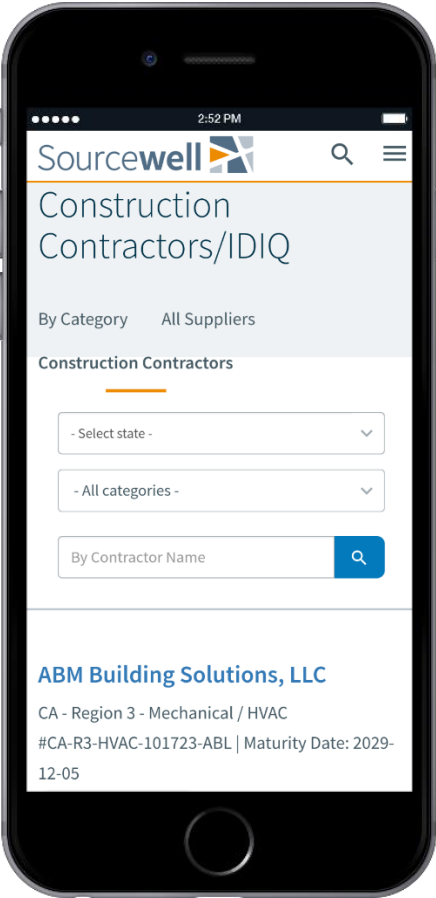 2:52 PM
Sourcewell
Construction
Contractors/IDIQ
By Category All Suppliers
Construction Contractors
- Select state -
- All categories -
By Contractor Name
ABM Building Solutions, LLC
CA - Region 3 - Mechanical / HVAC
#CA-R3-HVAC-101723-ABL | Maturity Date: 2029-
12-05